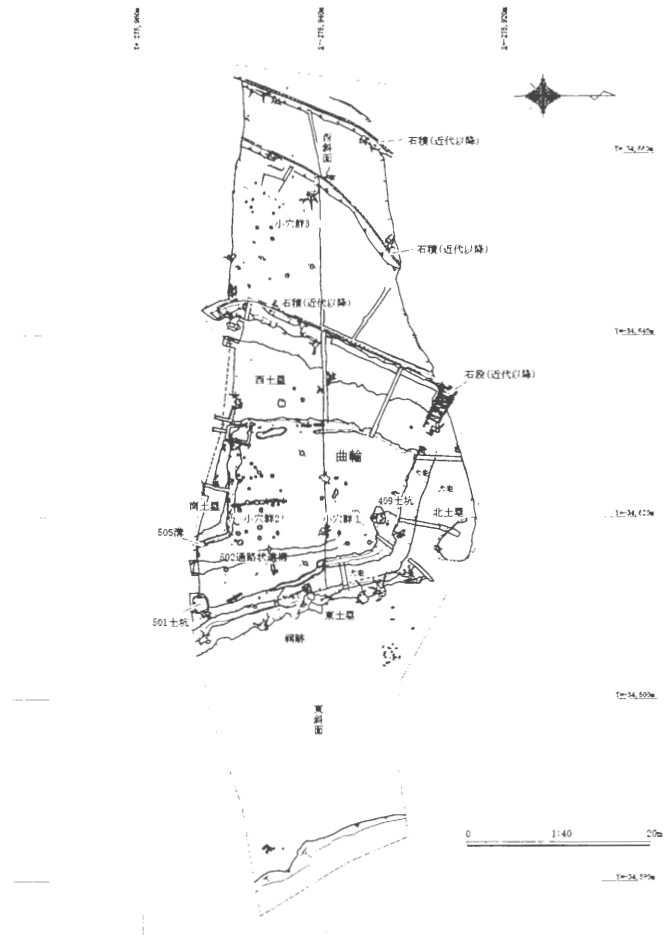 西斜面
石積(近代以降)
小穴群3
石積(近代以降)
石積(近代以降)
西土塁
石段(近代以降)
曲輪
南土塁
409土坑
北土塁
小穴群2
小穴群1
505溝
502通路状遺構
501土坑
東土塁
祠跡
東斜面
0 1:40 20m